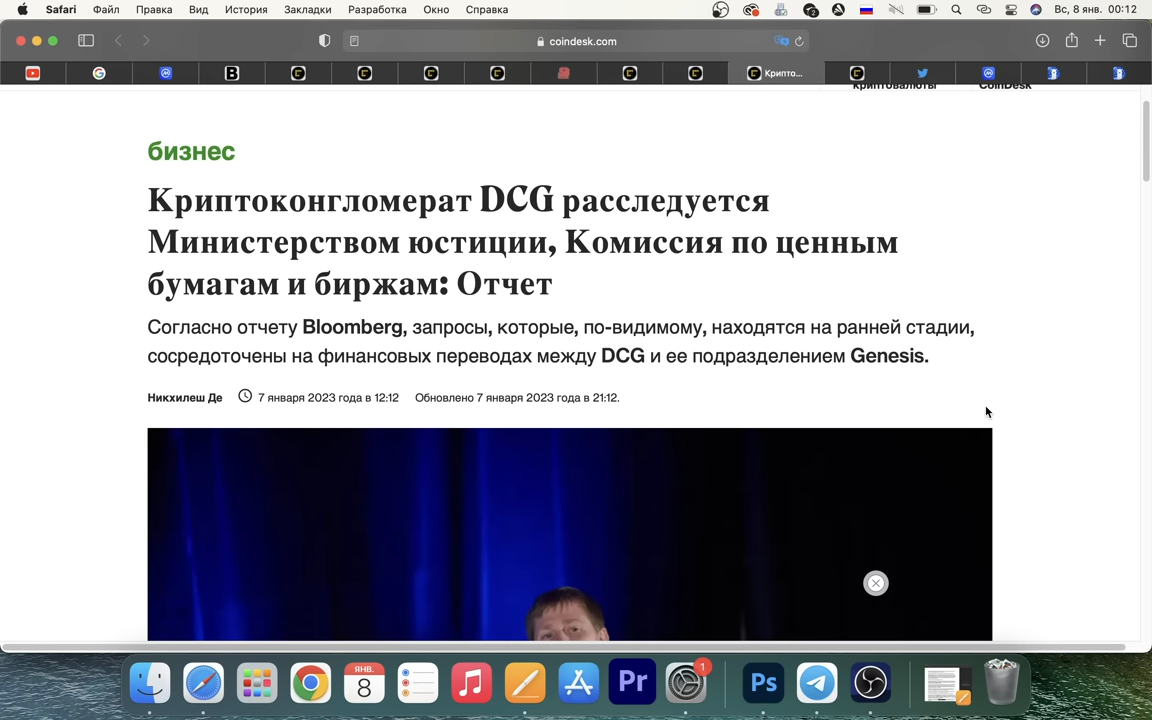 Safari Файл Правка Вид История Закладки Разработка Окно Справка Вс, 8 янв. 00:12
coindesk.com
Крипто...
криптовалюты CoinDesk
бизнес
Криптоконгломерат DCG расследуется
Министерством юстиции, Комиссия по ценным
бумагам и биржам: Отчет
Согласно отчету Bloomberg, запросы, которые, по-видимому, находятся на ранней стадии,
сосредоточены на финансовых переводах между DCG и ее подразделением Genesis.
Никхилеш Де 7 января 2023 года в 12:12 Обновлено 7 января 2023 года в 21:12.
ЯНВ.
8
Pr
1
Ps